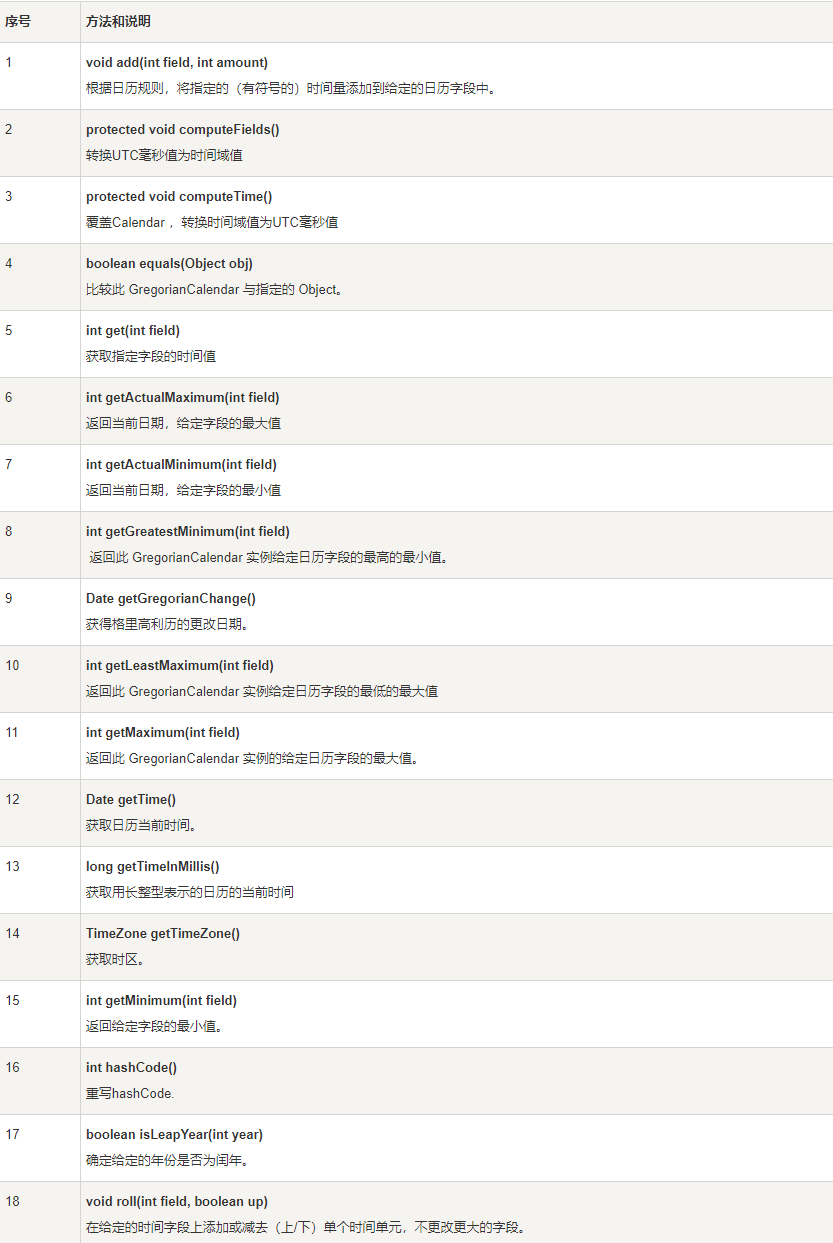 序号 方法和说明
1 void add(int field, int amount)
根据日历规则，将指定的（有符号的）时间量添加到给定的日历字段中。
2 protected void computeFields()
转换UTC毫秒值为时间域值
3 protected void computeTime()
覆盖Calendar ，转换时间域值为UTC毫秒值
4 boolean equals(Object obj)
比较此 GregorianCalendar 与指定的 Object。
5 int get(int field)
获取指定字段的时间值
6 int getActualMaximum(int field)
返回当前日期，给定字段的最大值
7 int getActualMinimum(int field)
返回当前日期，给定字段的最小值
8 int getGreatestMinimum(int field)
返回此 GregorianCalendar 实例给定日历字段的最高的最小值。
9 Date getGregorianChange()
获得格里高利历的更改日期。
10 int getLeastMaximum(int field)
返回此 GregorianCalendar 实例给定日历字段的最低的最大值
11 int getMaximum(int field)
返回此 GregorianCalendar 实例的给定日历字段的最大值。
12 Date getTime()
获取日历当前时间。
13 long getTimeInMillis()
获取用长整型表示的日历的当前时间
14 TimeZone getTimeZone()
获取时区。
15 int getMinimum(int field)
返回给定字段的最小值。
16 int hashCode()
重写hashCode.
17 boolean isLeapYear(int year)
确定给定的年份是否为闰年。
18 void roll(int field, boolean up)
在给定的时间字段上添加或减去（上/下）单个时间单元，不更改更大的字段。